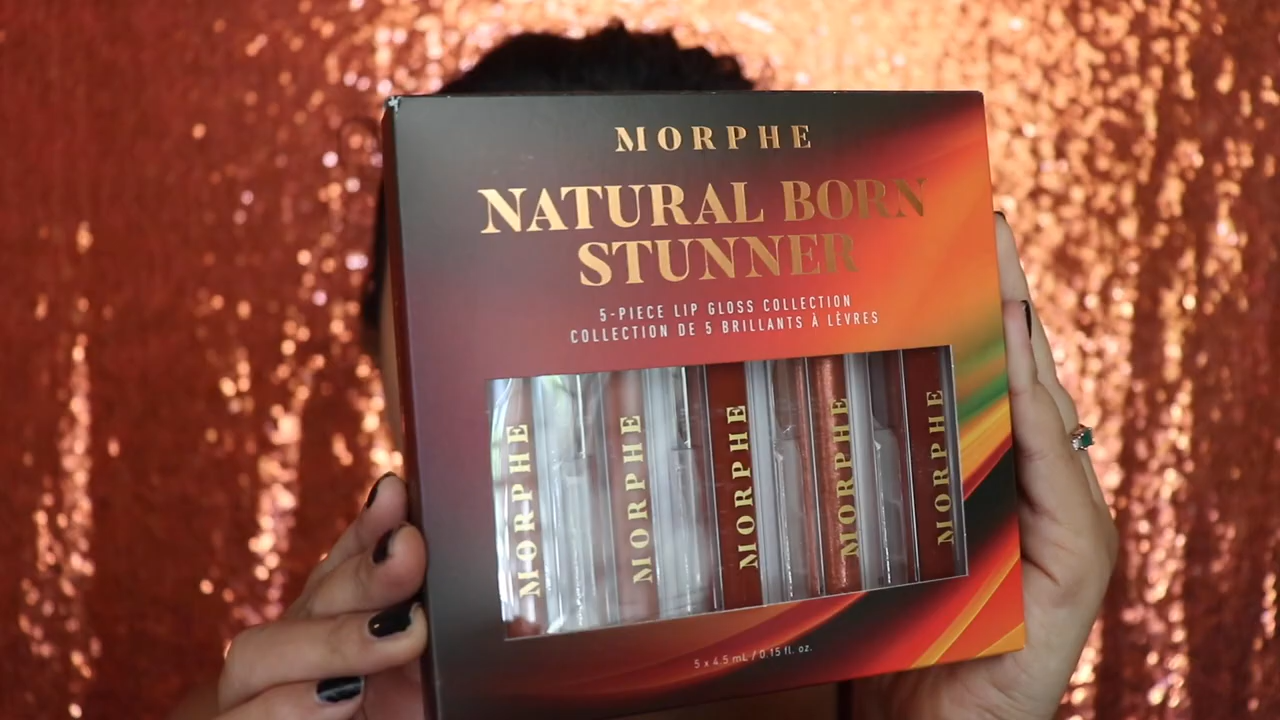 MORPHE
NATURAL BORN
STUNNER
5-PIECE LIP GLOSS COLLECTION
COLLECTION DE 5 BRILLANTS À LÈVRES
MORPHE
MORPHE
MORPHE
MORPHE
MORPHE
5 x 4.5 mL / 0.15 fl. oz.